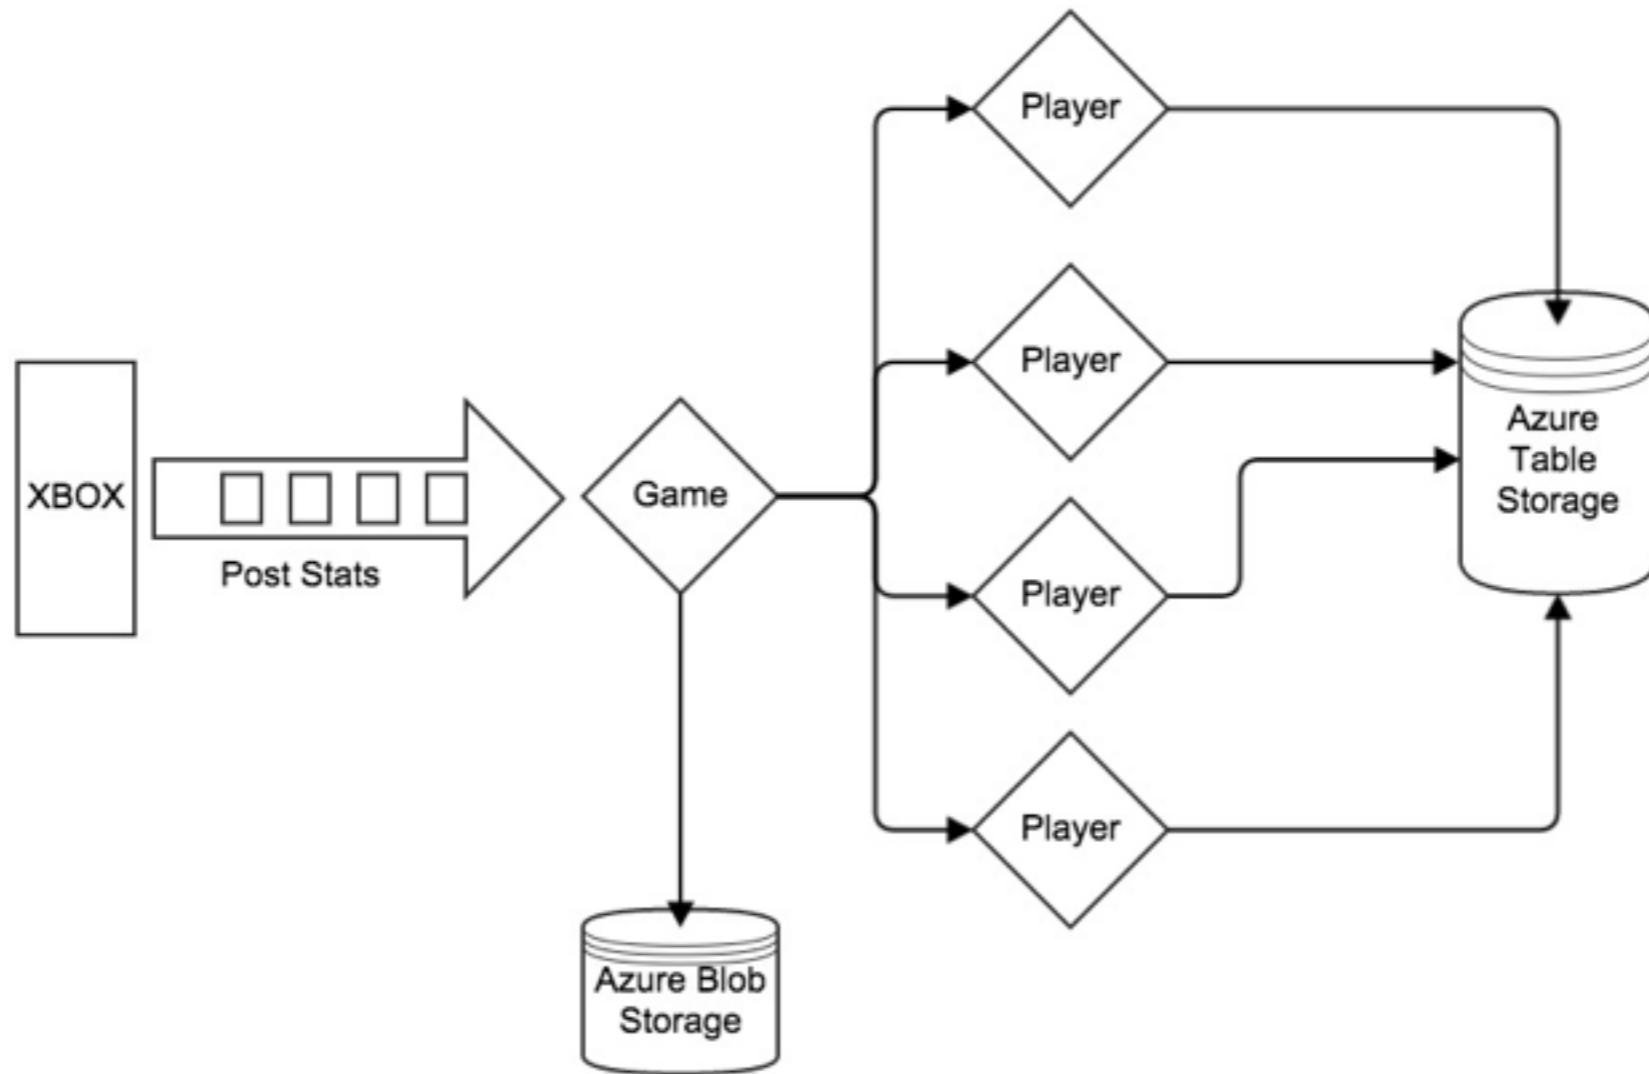 XBOX
Post Stats
Game
Player
Player
Player
Player
Azure
Table
Storage
Azure Blob
Storage